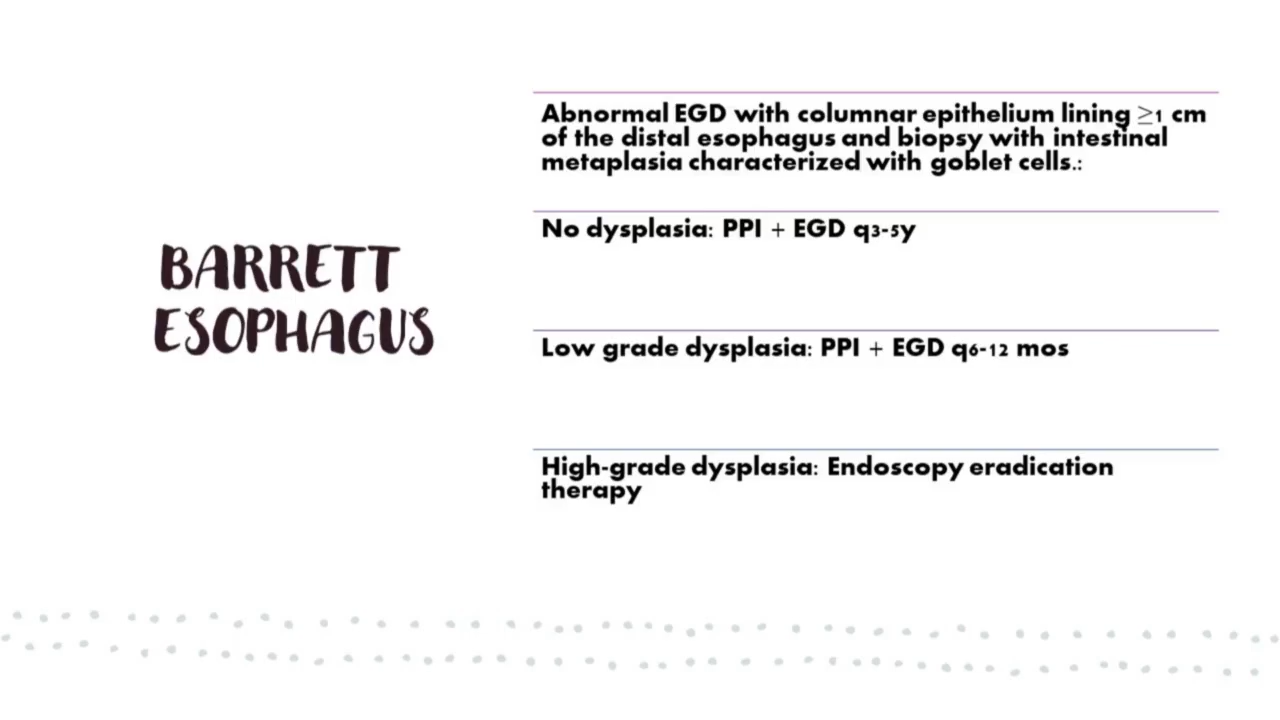 BARRETT
ESOPHAGUS
Abnormal EGD with columnar epithelium lining ≥1 cm
of the distal esophagus and biopsy with intestinal
metaplasia characterized with goblet cells.:
No dysplasia: PPI + EGD q3-5y
Low grade dysplasia: PPI + EGD q6-12 mos
High-grade dysplasia: Endoscopy eradication
therapy